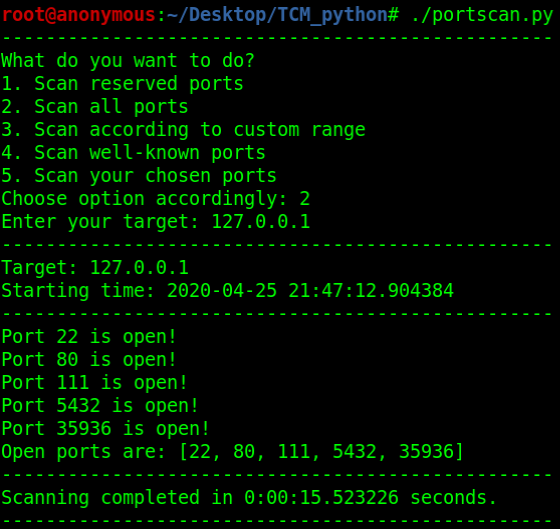 root@anonymous:~/Desktop/TCM_python# ./portscan.py
--------------------------------------------------
What do you want to do?
1. Scan reserved ports
2. Scan all ports
3. Scan according to custom range
4. Scan well-known ports
5. Scan your chosen ports
Choose option accordingly: 2
Enter your target: 127.0.0.1
--------------------------------------------------
Target: 127.0.0.1
Starting time: 2020-04-25 21:47:12.904384
--------------------------------------------------
Port 22 is open!
Port 80 is open!
Port 111 is open!
Port 5432 is open!
Port 35936 is open!
Open ports are: [22, 80, 111, 5432, 35936]
--------------------------------------------------
Scanning completed in 0:00:15.523226 seconds.
--------------------------------------------------